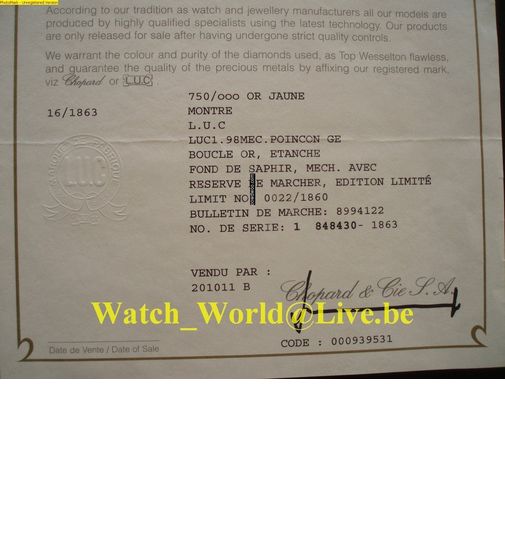 According to our tradition as watch and jewellery manufacturers all our models are
produced by highly qualified specialists using the latest technology. Our products
are only released for sale after having undergone strict quality controls.
We warrant the colour and purity of the diamonds used, as Top Wesselton flawless,
and guarantee the quality of the precious metals by affixing our registered mark,
viz Chopard or L.U.C
750/ooo OR JAUNE
16/1863 MONTRE
L.U.C
LUC1.98MEC.POINCON GE
BOUCLE OR, ETANCHE
FOND DE SAPHIR, MECH. AVEC
RESERVE DE MARCHER, EDITION LIMITÉ
LIMIT NO 0022/1860
BULLETIN DE MARCHE: 8994122
NO. DE SERIE: 1 848430- 1863
L.U.C
VENDU PAR :
201011 B
Chopard & Cie S.A.
Watch_World@Live.be
Date de Vente / Date of Sale
CODE : 000939531